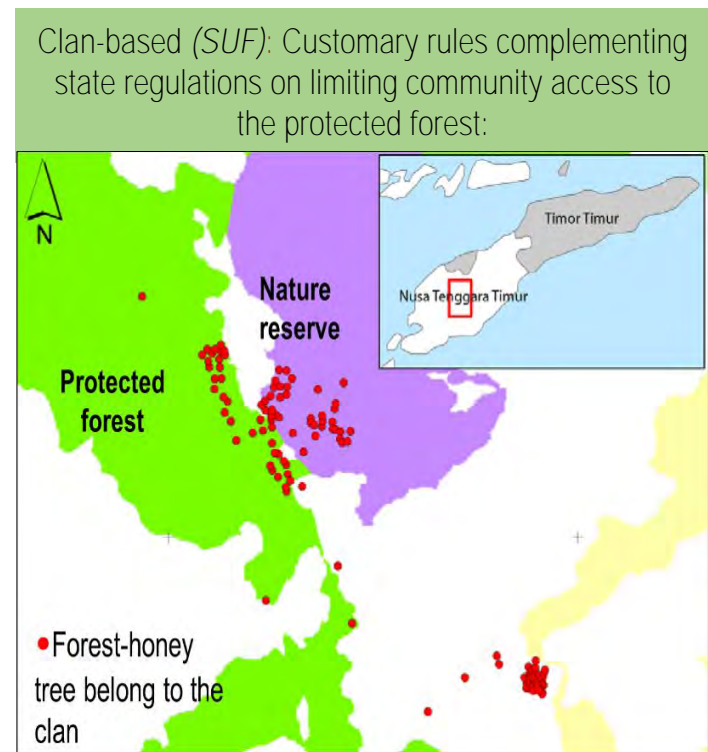 Clan-based (SUF): Customary rules complementing
state regulations on limiting community access to
the protected forest:
N
Timor Timur
Nusa Tenggara Timur
Nature
reserve
Protected
forest
Forest-honey
tree belong to the
clan